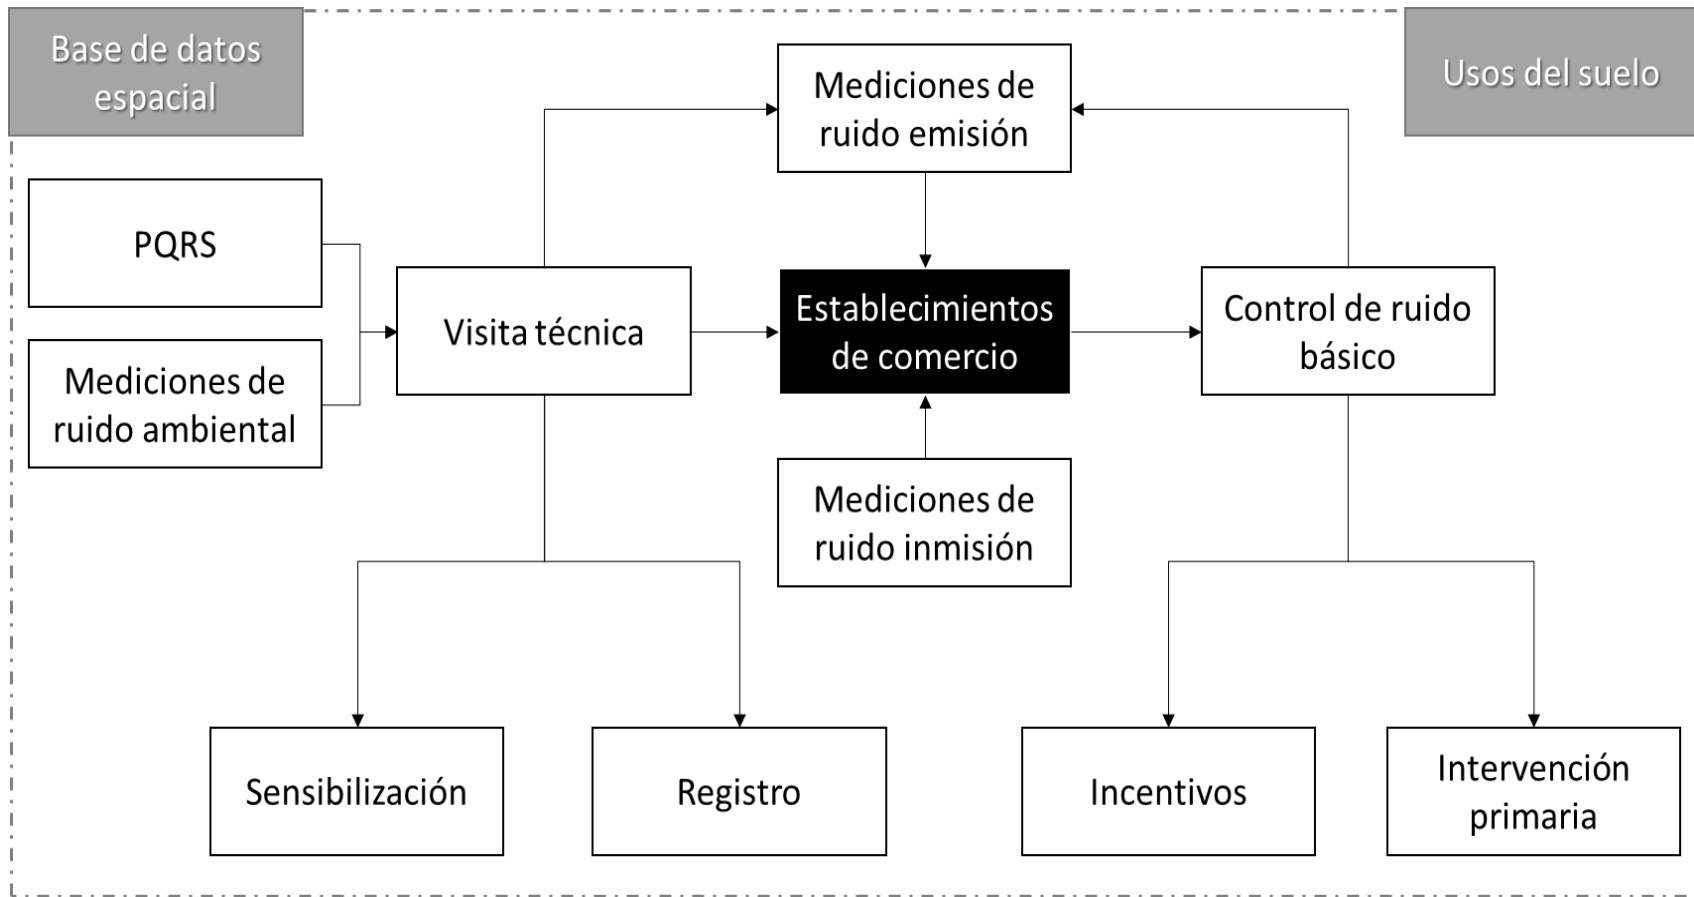 Base de datos
espacial
Usos del suelo
Mediciones de
ruido emisión
PQRS
Mediciones de
ruido ambiental
Visita técnica
Establecimientos
de comercio
Control de ruido
básico
Mediciones de
ruido inmisión
Sensibilización
Registro
Incentivos
Intervención
primaria